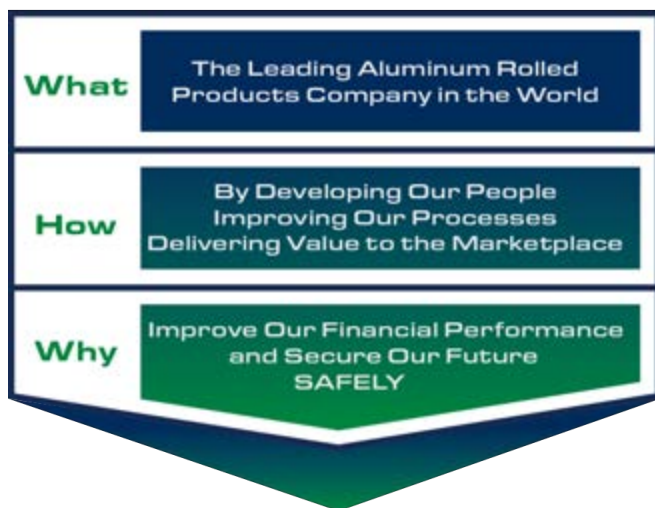 What
The Leading Aluminum Rolled
Products Company in the World
How
By Developing Our People
Improving Our Processes
Delivering Value to the Marketplace
Why
Improve Our Financial Performance
and Secure Our Future
SAFELY